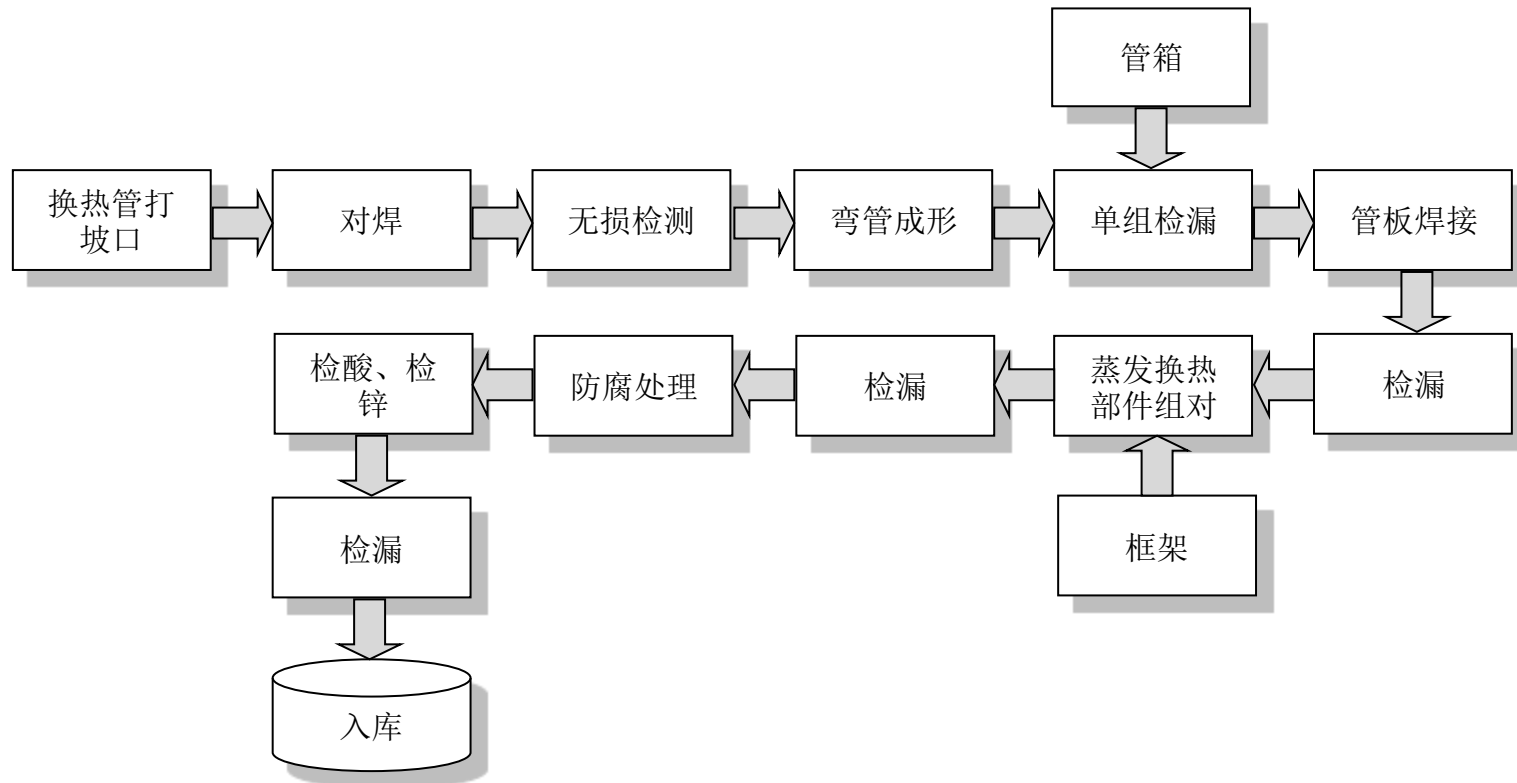 管箱
换热管打
坡口
对焊
无损检测
弯管成形
单组检漏
管板焊接
检酸、检
锌
防腐处理
检漏
蒸发换热
部件组对
检漏
检漏
框架
入库